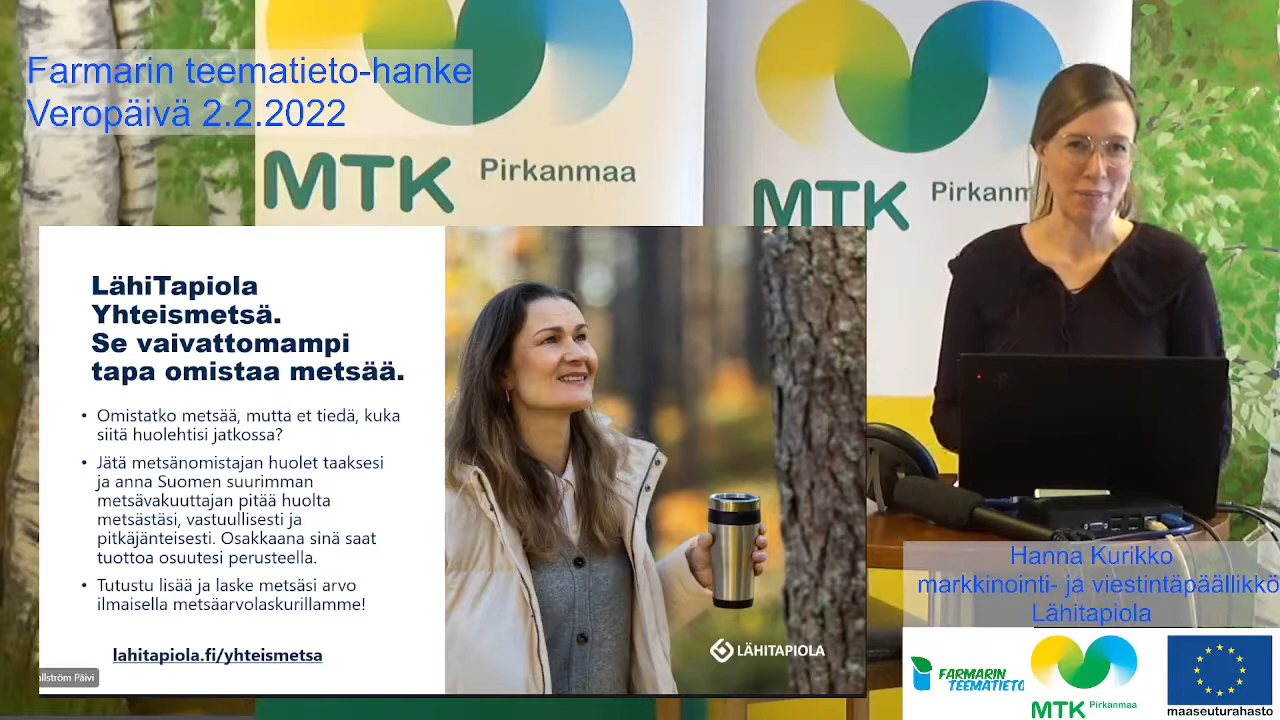 Farmarin teematieto-hanke
Veropäivä 2.2.2022
MTK Pirkanmaa
MTK
LähiTapiola
Yhteismetsä.
Se vaivattomampi
tapa omistaa metsää.
• Omistatko metsää, mutta et tiedä, kuka
siitä huolehtisi jatkossa?
• Jätä metsänomistajan huolet taaksesi
ja anna Suomen suurimman
metsävakuuttajan pitää huolta
metsästäsi, vastuullisesti ja
pitkäjänteisesti. Osakkaana sinä saat
tuottoa osuutesi perusteella.
• Tutustu lisää ja laske metsäsi arvo
ilmaisella metsäarvolaskurillamme!
lahitapiola.fi/yhteismetsa
Päivi
LÄHITAPIOLA
Hanna Kurikko
markkinointi- ja viestintäpäällikkö
Lähitapiola
FARMARIN
TEEMATIETO
MTK Pirkanmaa
maaseuturahasto